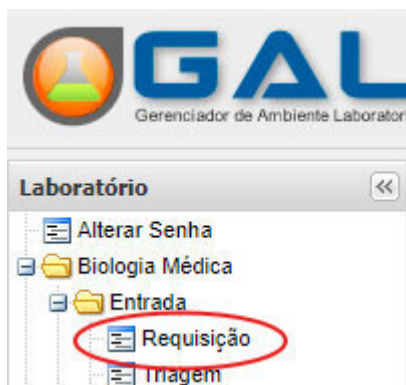 GAL
Gerenciador de Ambiente Laborator
Laboratório
Alterar Senha
Biologia Médica
Entrada
Requisição
Triagem